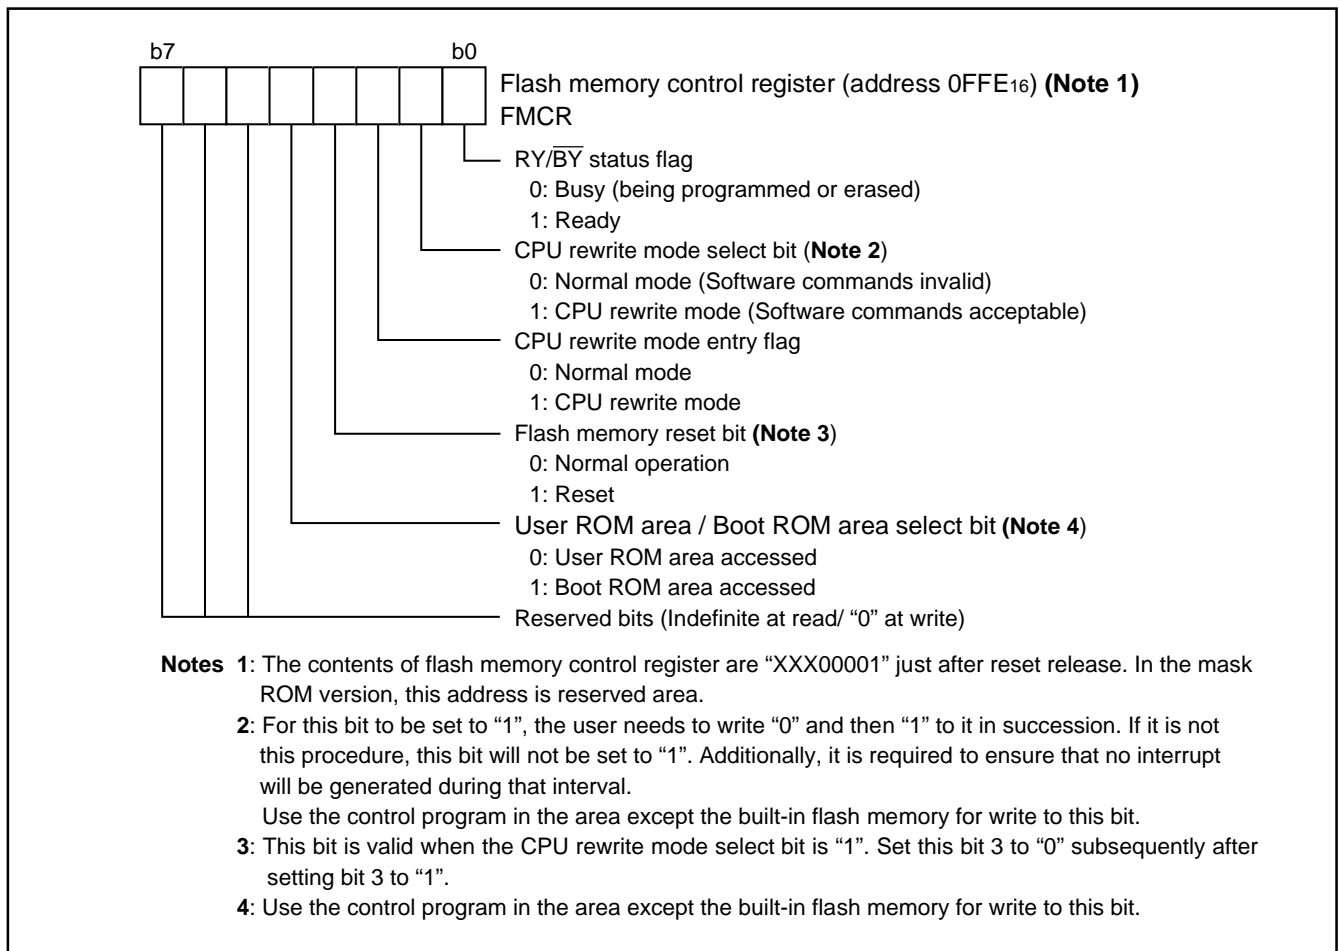 b7 b0
Flash memory control register (address 0FFE16) (Note 1)
FMCR
RY/B̅Y̅ status flag
0: Busy (being programmed or erased)
1: Ready
CPU rewrite mode select bit (Note 2)
0: Normal mode (Software commands invalid)
1: CPU rewrite mode (Software commands acceptable)
CPU rewrite mode entry flag
0: Normal mode
1: CPU rewrite mode
Flash memory reset bit (Note 3)
0: Normal operation
1: Reset
User ROM area / Boot ROM area select bit (Note 4)
0: User ROM area accessed
1: Boot ROM area accessed
Reserved bits (Indefinite at read/ “0” at write)
Notes 1: The contents of flash memory control register are “XXX00001” just after reset release. In the mask
ROM version, this address is reserved area.
2: For this bit to be set to “1”, the user needs to write “0” and then “1” to it in succession. If it is not
this procedure, this bit will not be set to “1”. Additionally, it is required to ensure that no interrupt
will be generated during that interval.
Use the control program in the area except the built-in flash memory for write to this bit.
3: This bit is valid when the CPU rewrite mode select bit is “1”. Set this bit 3 to “0” subsequently after
setting bit 3 to “1”.
4: Use the control program in the area except the built-in flash memory for write to this bit.